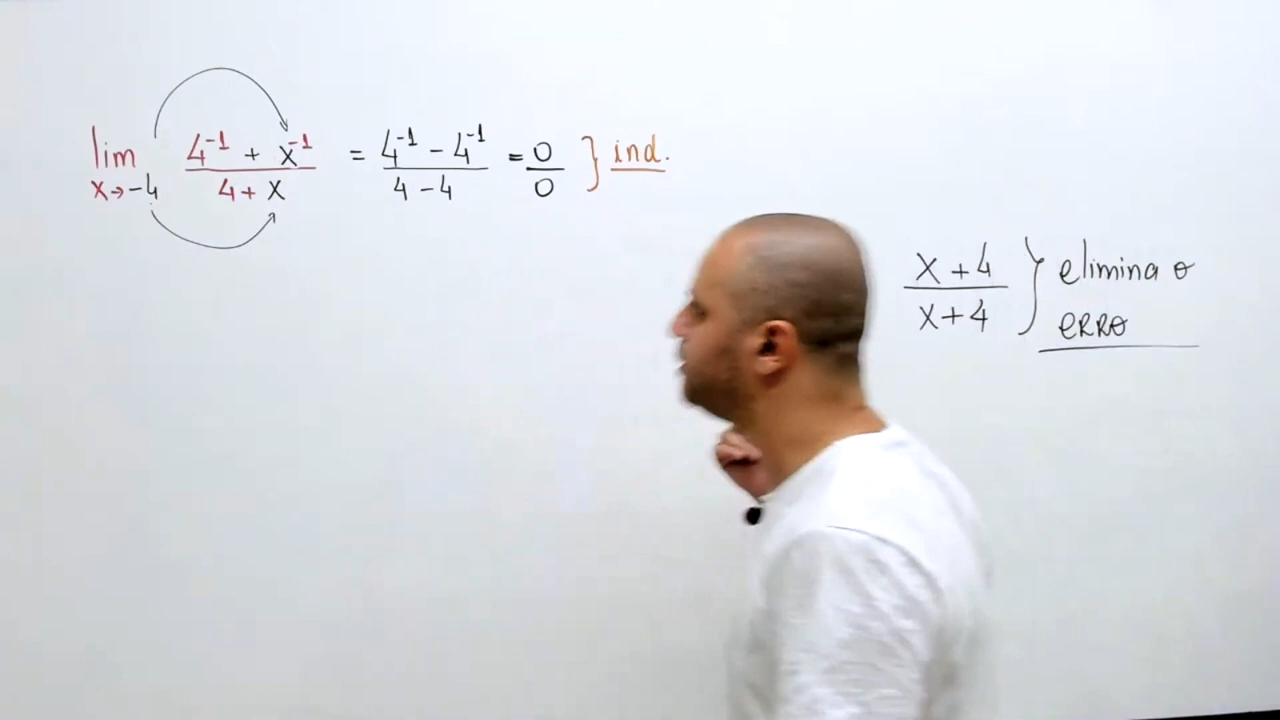 lim x→-4 (4⁻¹ + x⁻¹)/(4 + x) = (4⁻¹ - 4⁻¹)/(4 - 4) = 0/0 } ind.
(x + 4)/(x + 4) } elimina o
erro